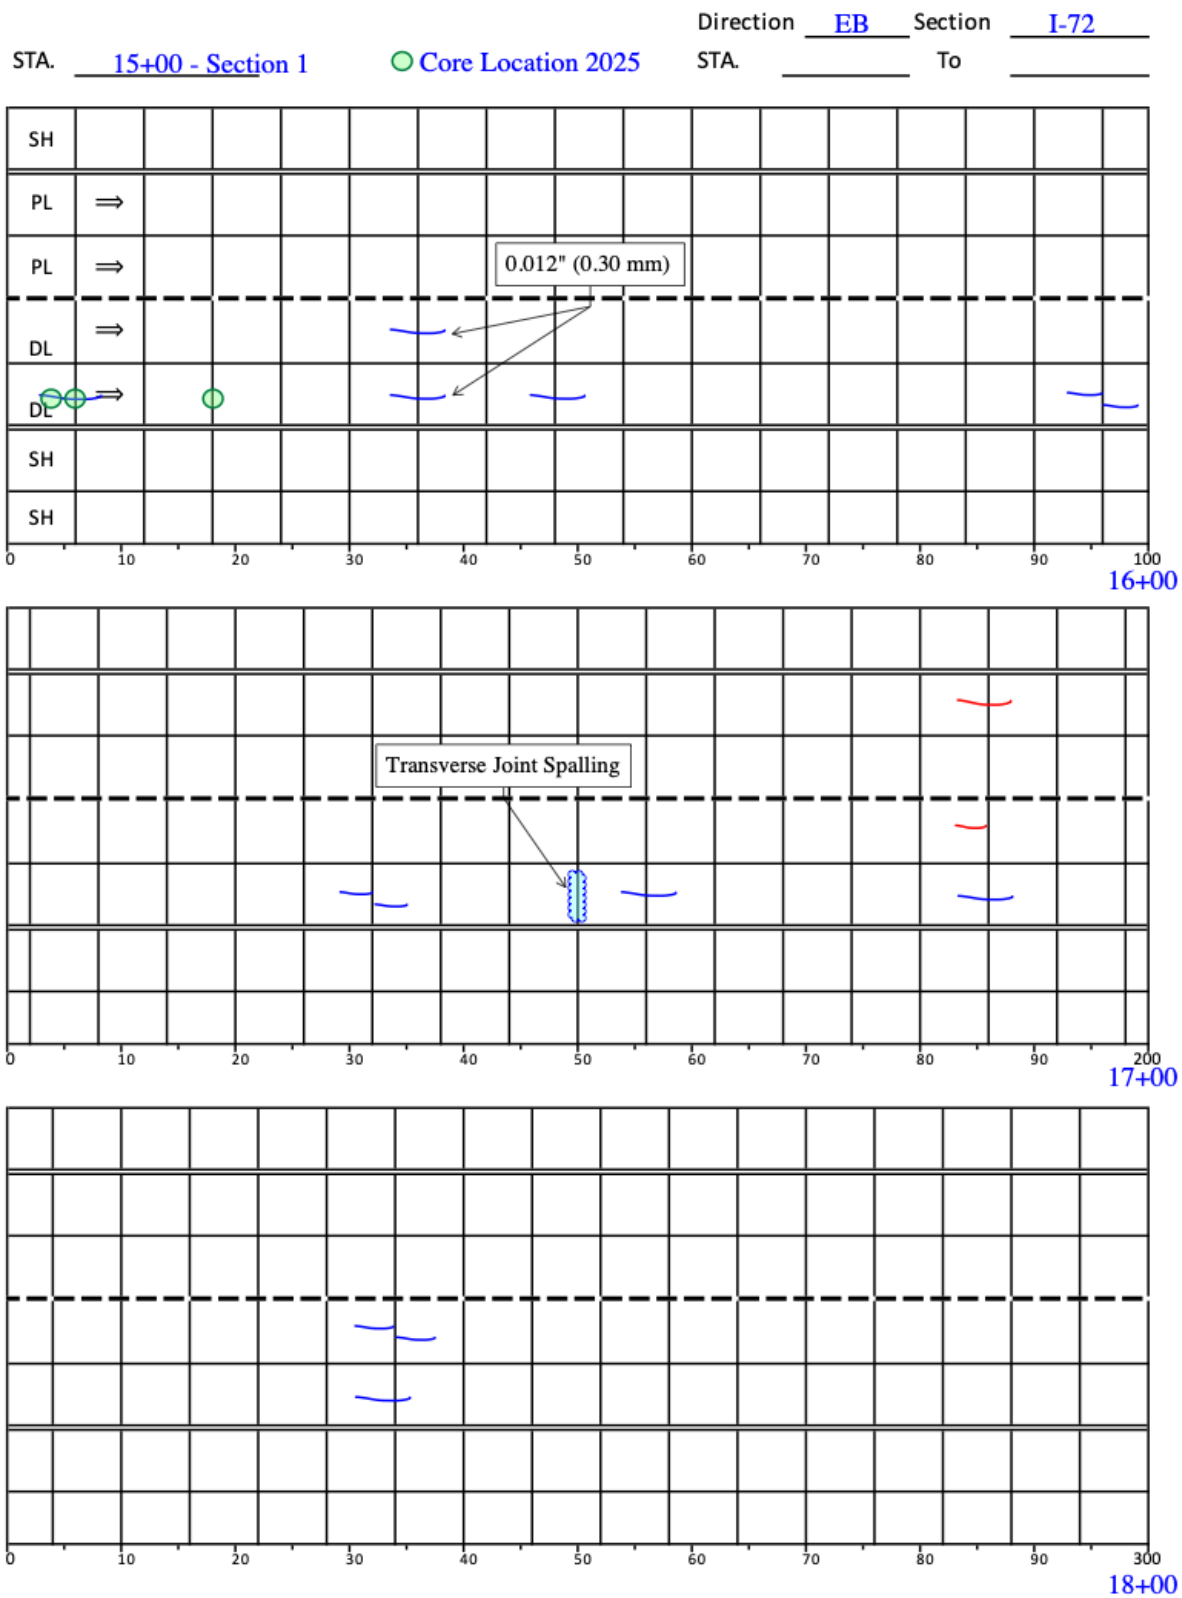 Direction EB Section I-72
STA. 15+00 - Section 1 Core Location 2025 STA. To
SH
PL ⇒
PL ⇒
0.012" (0.30 mm)
DL ⇒
DL ⇒
SH
SH
0 10 20 30 40 50 60 70 80 90 100
16+00
Transverse Joint Spalling
0 10 20 30 40 50 60 70 80 90 200
17+00
0 10 20 30 40 50 60 70 80 90 300
18+00